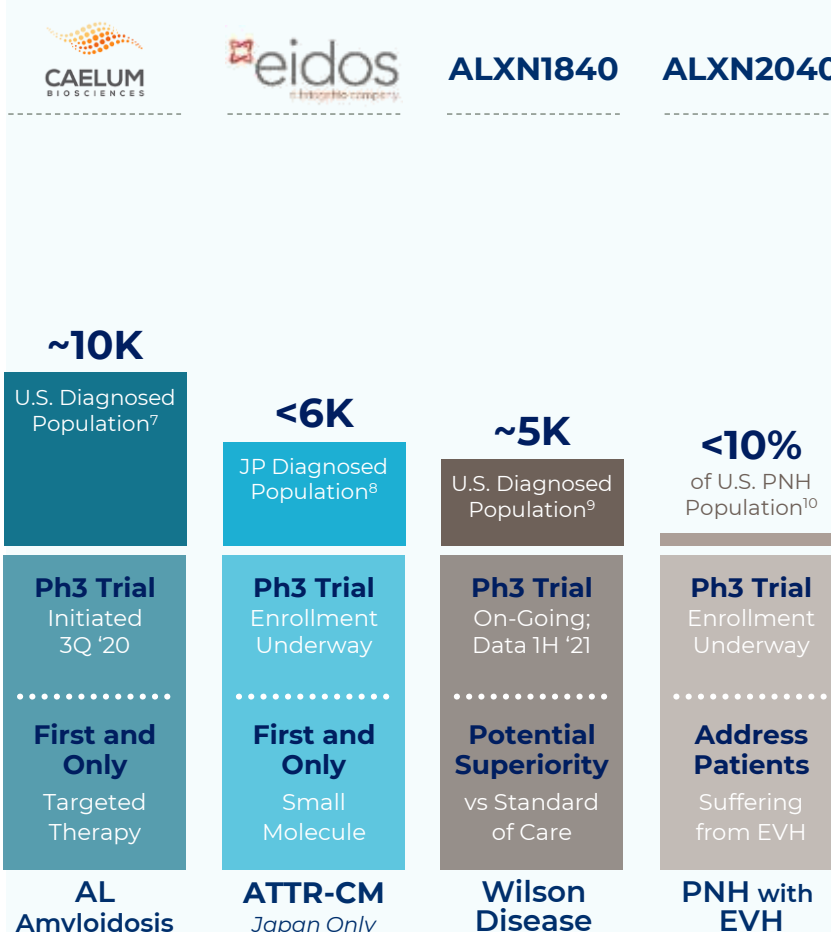 CAELUM
BIOSCIENCES
eidos
a bridgebio company
ALXN1840
ALXN2040
~10K
U.S. Diagnosed
Population7
<6K
JP Diagnosed
Population8
~5K
U.S. Diagnosed
Population9
<10%
of U.S. PNH
Population10
Ph3 Trial
Initiated
3Q ‘20
First and
Only
Targeted
Therapy
AL
Amyloidosis
Ph3 Trial
Enrollment
Underway
First and
Only
Small
Molecule
ATTR-CM
Japan Only
Ph3 Trial
On-Going;
Data 1H ‘21
Potential
Superiority
vs Standard
of Care
Wilson
Disease
Ph3 Trial
Enrollment
Underway
Address
Patients
Suffering
from EVH
PNH with
EVH